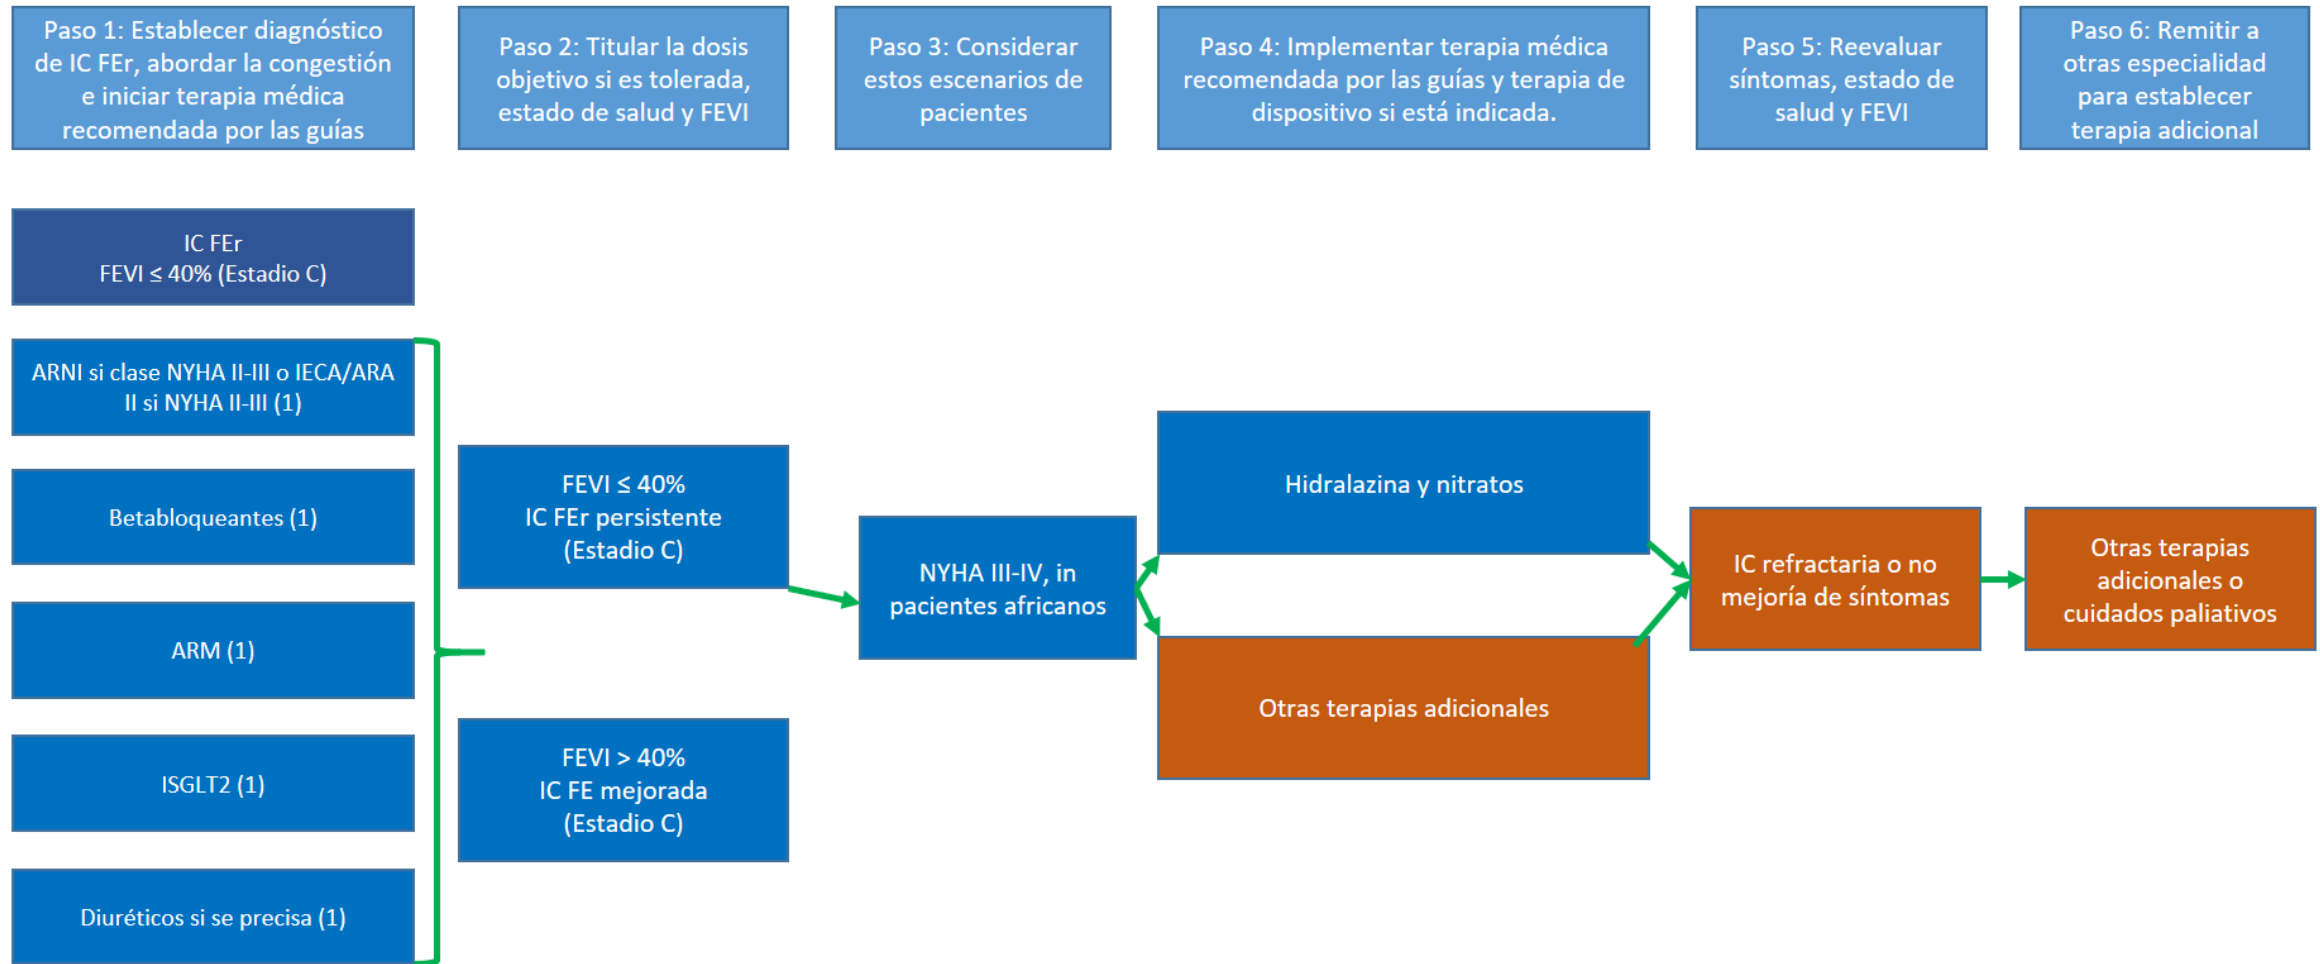 Paso 1: Establecer diagnóstico
de IC FEr, abordar la congestión
e iniciar terapia médica
recomendada por las guías
Paso 2: Titular la dosis
objetivo si es tolerada,
estado de salud y FEVI
Paso 3: Considerar
estos escenarios de
pacientes
Paso 4: Implementar terapia médica
recomendada por las guías y terapia de
dispositivo si está indicada.
Paso 5: Reevaluar
síntomas, estado de
salud y FEVI
Paso 6: Remitir a
otras especialidad
para establecer
terapia adicional
IC FEr
FEVI ≤ 40% (Estadio C)
ARNI si clase NYHA II-III o IECA/ARA
II si NYHA II-III (1)
Betabloqueantes (1)
ARM (1)
ISGLT2 (1)
Diuréticos si se precisa (1)
FEVI ≤ 40%
IC FEr persistente
(Estadio C)
FEVI > 40%
IC FE mejorada
(Estadio C)
NYHA III-IV, in
pacientes africanos
Hidralazina y nitratos
Otras terapias adicionales
IC refractaria o no
mejoría de síntomas
Otras terapias
adicionales o
cuidados paliativos